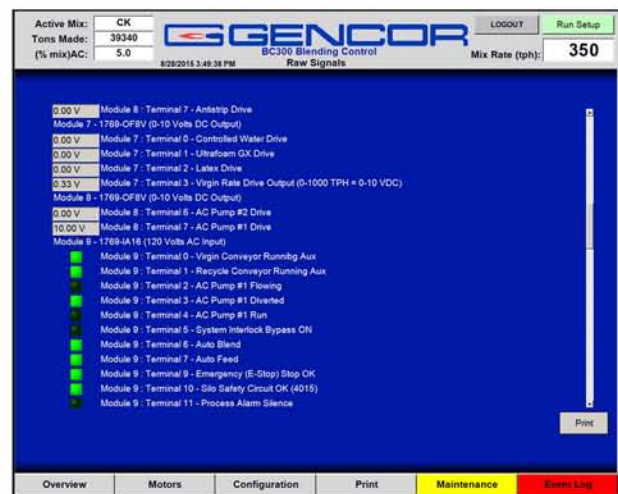 Active Mix: CK
Tons Made: 39340
(% mix)AC: 5.0
GENCOR
BC300 Blending Control
8/28/2015 3:49:36 PM Raw Signals
LOGOUT
Run Setup
Mix Rate (tph): 350
0.00 V Module 8 : Terminal 7 - Antistrip Drive
Module 7 - 1769-OF8V (0-10 Volts DC Output)
0.00 V Module 7 : Terminal 0 - Controlled Water Drive
0.00 V Module 7 : Terminal 1 - Ultrafoam GX Drive
0.00 V Module 7 : Terminal 2 - Latex Drive
0.33 V Module 7 : Terminal 3 - Virgin Rate Drive Output (0-1000 TPH = 0-10 VDC)
Module 8 - 1769-OF8V (0-10 Volts DC Output)
0.00 V Module 8 : Terminal 6 - AC Pump #2 Drive
10.00 V Module 8 : Terminal 7 - AC Pump #1 Drive
Module 9 - 1769-IA16 (120 Volts AC Input)
Module 9 : Terminal 0 - Virgin Conveyor Runnibg Aux
Module 9 : Terminal 1 - Recycle Conveyor Running Aux
Module 9 : Terminal 2 - AC Pump #1 Flowing
Module 9 : Terminal 3 - AC Pump #1 Diverted
Module 9 : Terminal 4 - AC Pump #1 Run
Module 9 : Terminal 5 - System Interlock Bypass ON
Module 9 : Terminal 6 - Auto Blend
Module 9 : Terminal 7 - Auto Feed
Module 9 : Terminal 9 - Emergency (E-Stop) Stop OK
Module 9 : Terminal 10 - Silo Safety Circuit OK (4015)
Module 9 : Terminal 11 - Process Alarm Silence
Print
Overview Motors Configuration Print Maintenance Event Log